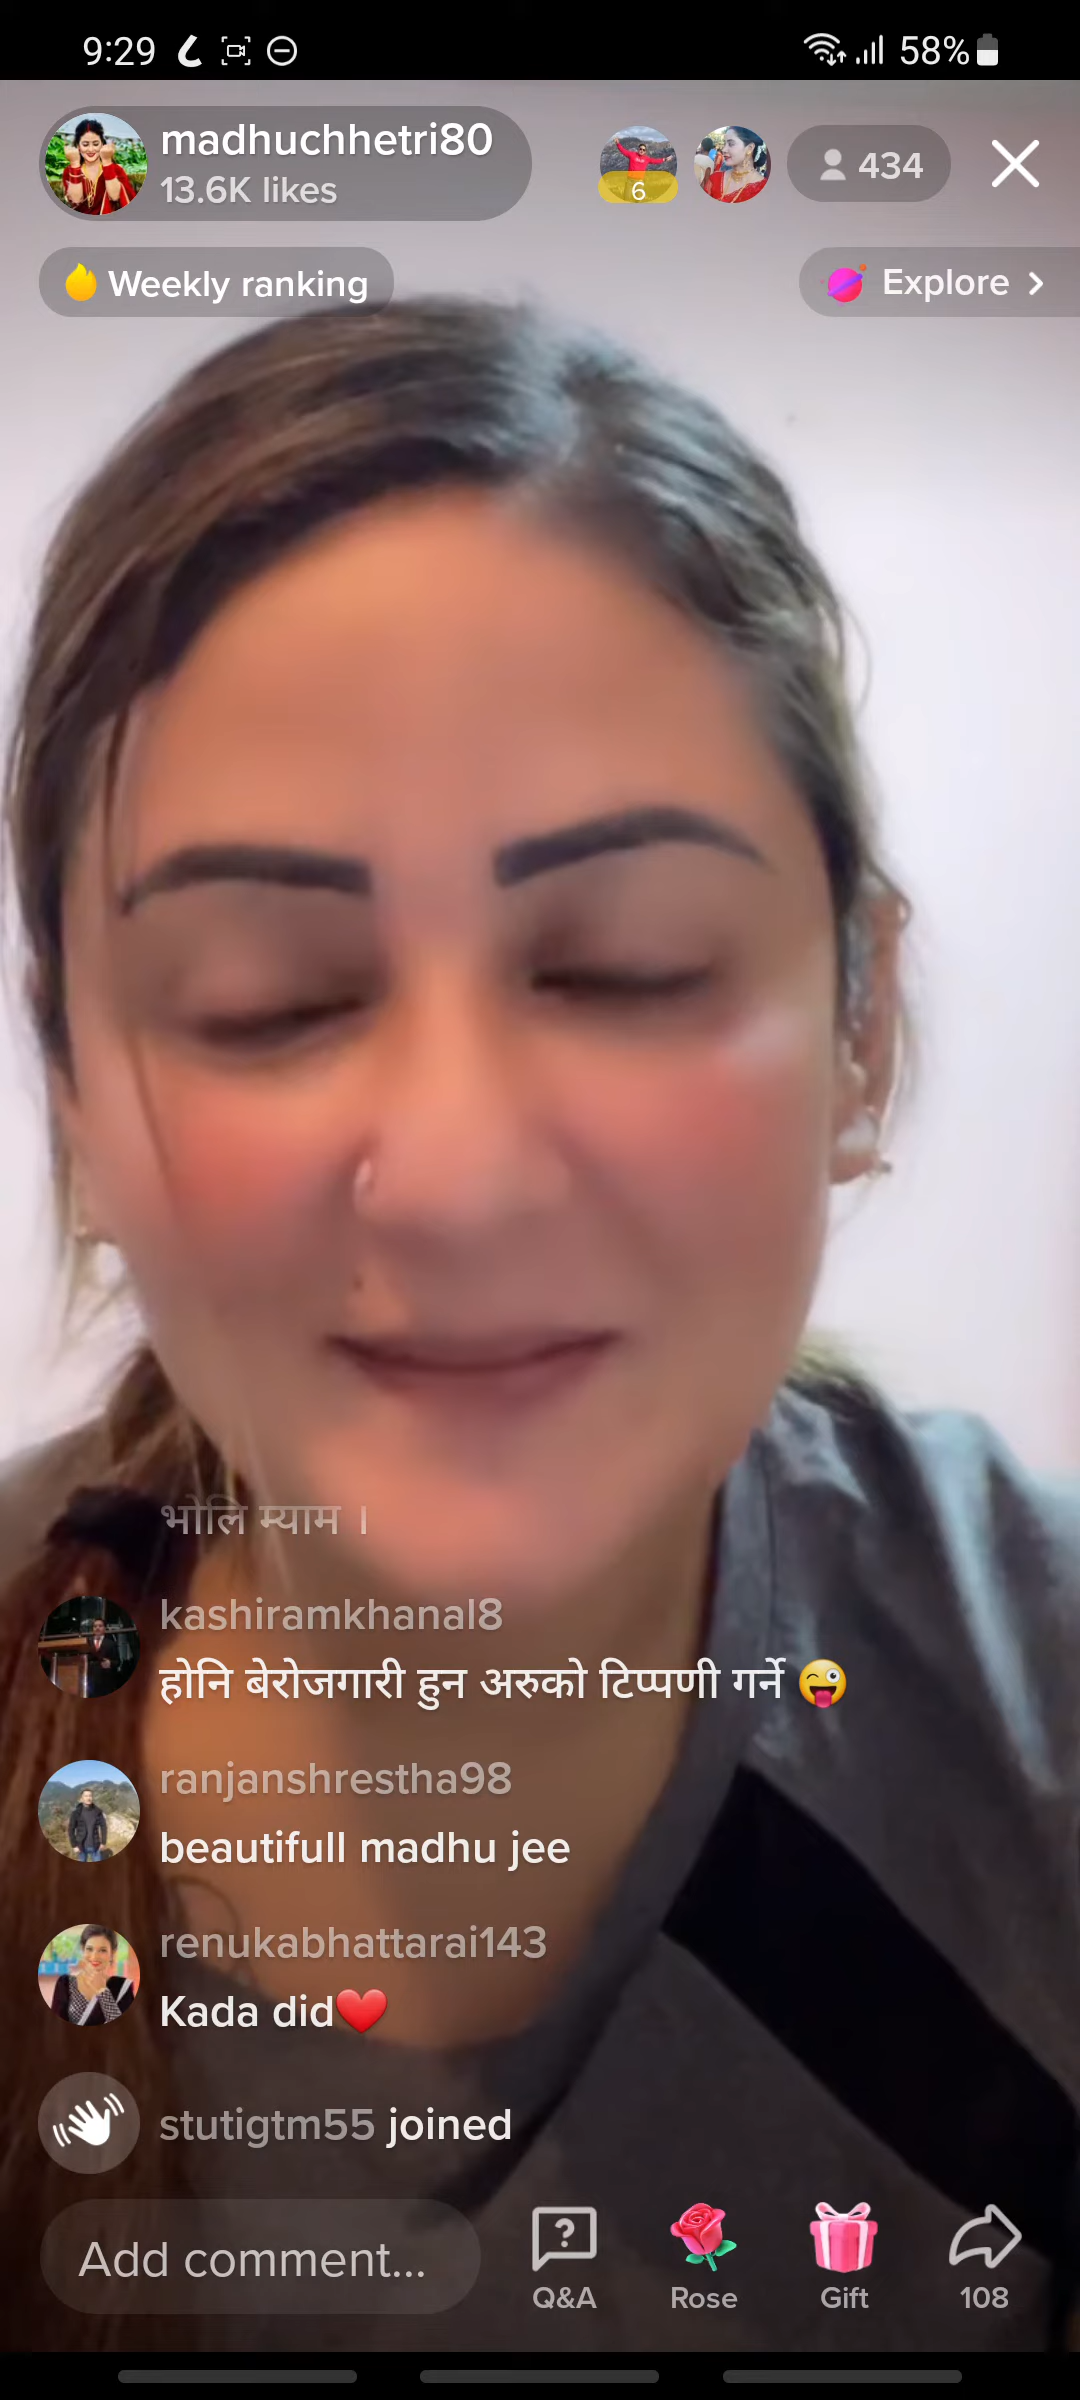 9:29
58%
madhuchhetri80
13.6K likes
6
434
Weekly ranking
Explore
भोलि म्याम ।
kashiramkhanal8
होनि बेरोजगारी हुन अरुको टिप्पणी गर्ने 😜
ranjanshrestha98
beautifull madhu jee
renukabhattarai143
Kada did❤️
stutigtm55 joined
Add comment...
Q&A
Rose
Gift
108